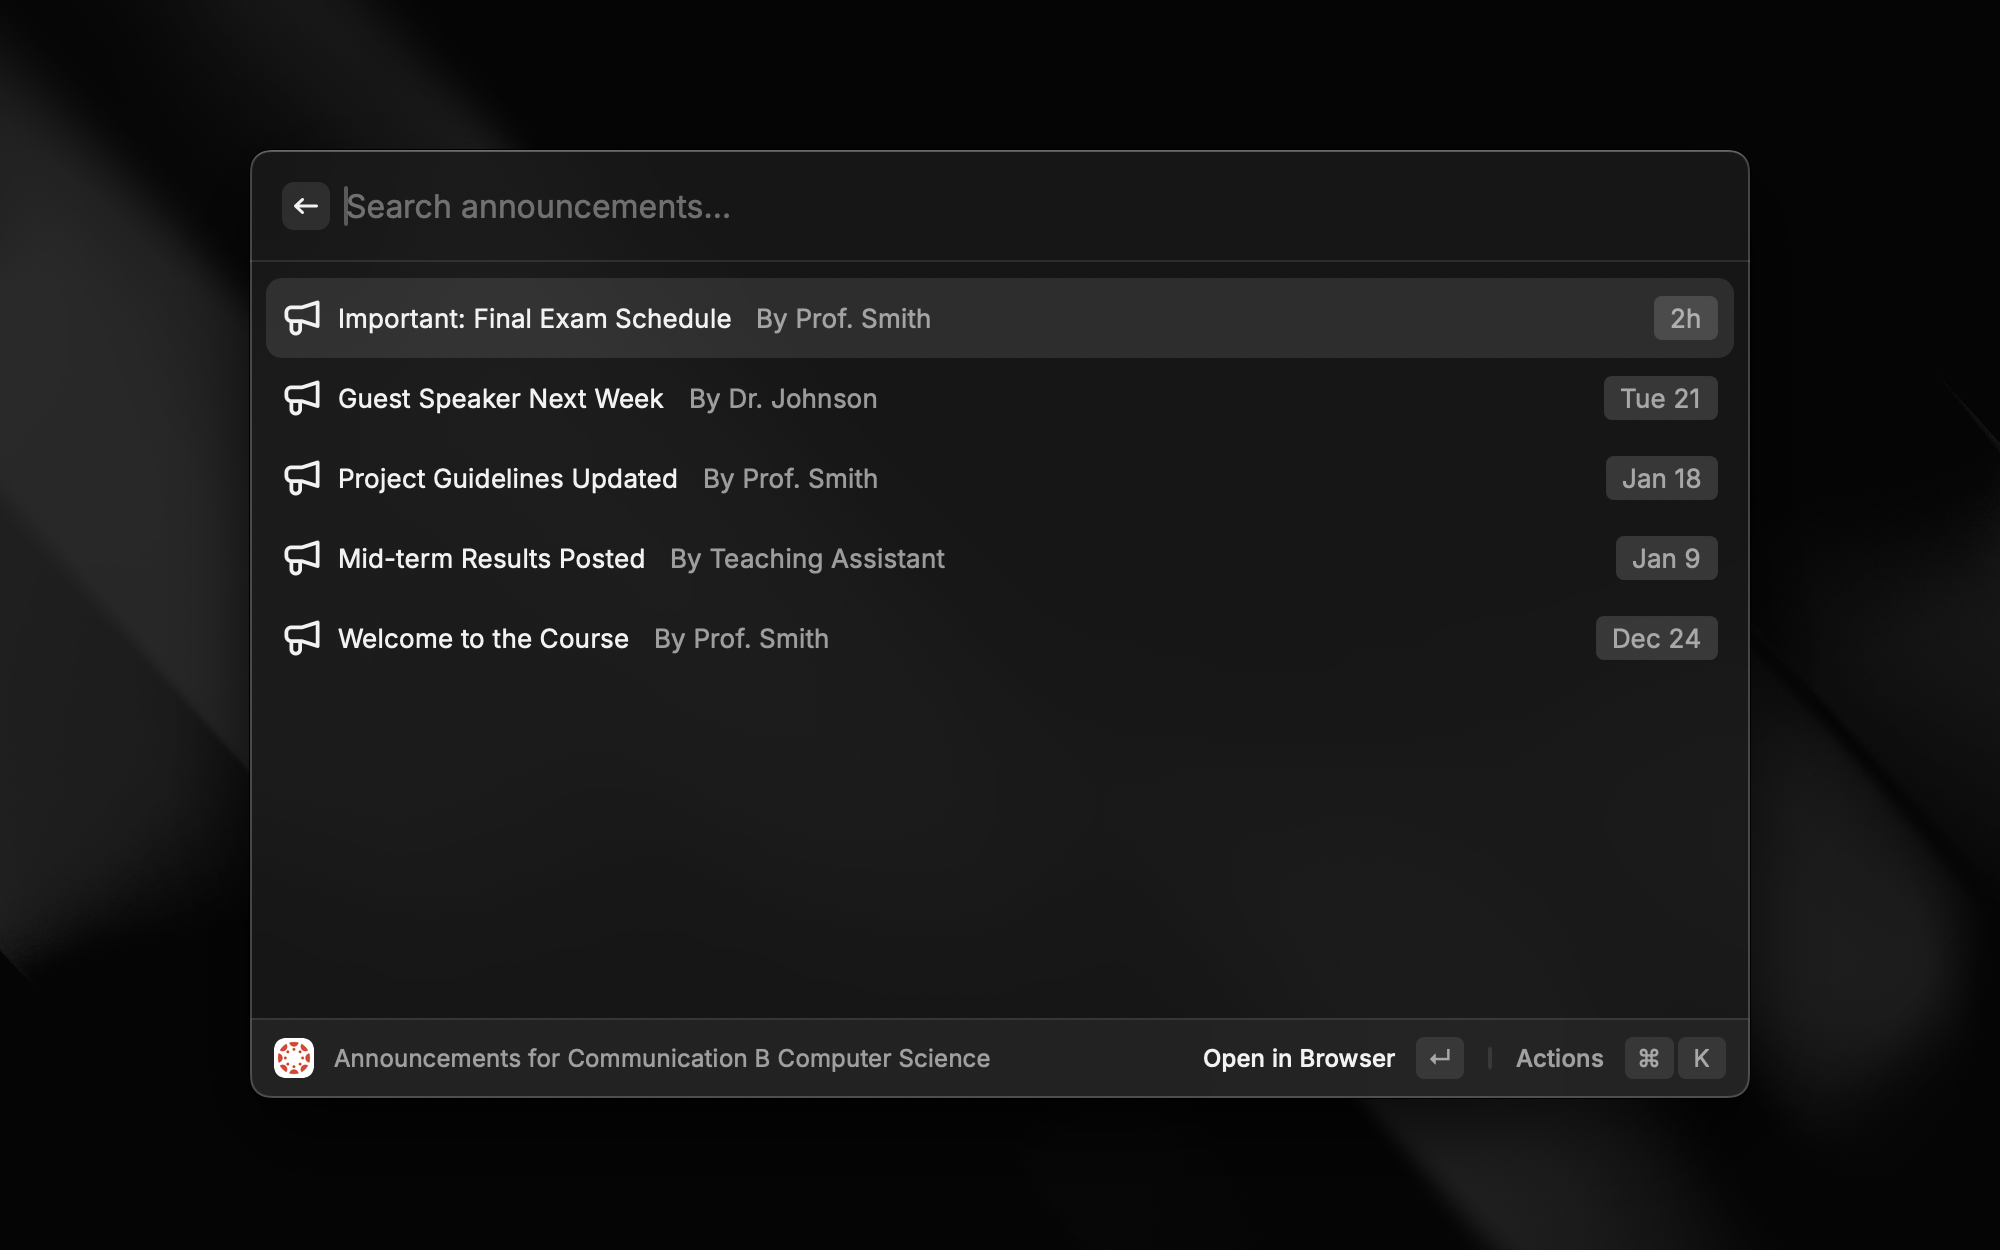 Search announcements...
Important: Final Exam Schedule By Prof. Smith 2h
Guest Speaker Next Week By Dr. Johnson Tue 21
Project Guidelines Updated By Prof. Smith Jan 18
Mid-term Results Posted By Teaching Assistant Jan 9
Welcome to the Course By Prof. Smith Dec 24
Announcements for Communication B Computer Science Open in Browser ↵ Actions ⌘ K